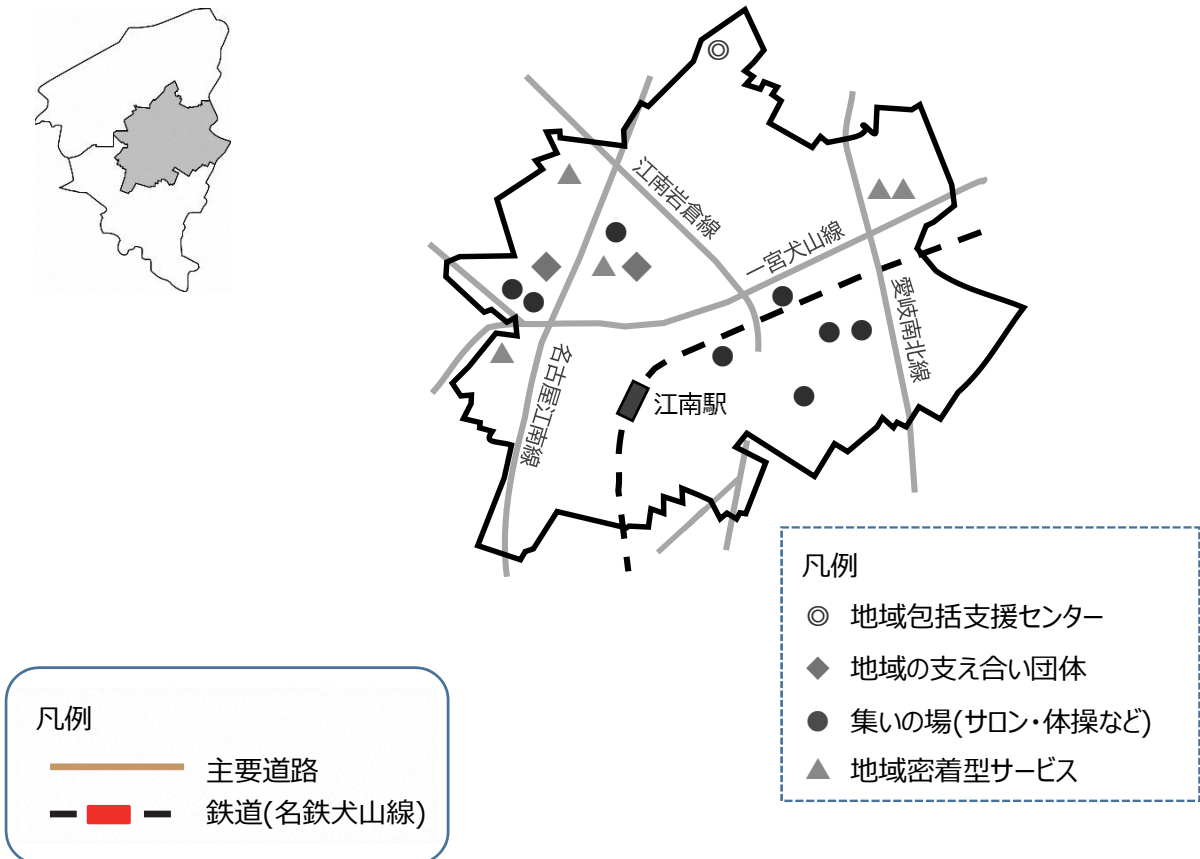 江南岩倉線
一宮犬山線
愛岐南北線
名古屋江南線
江南駅
凡例
地域包括支援センター
地域の支え合い団体
集いの場(サロン・体操など)
地域密着型サービス
凡例
主要道路
鉄道(名鉄犬山線)